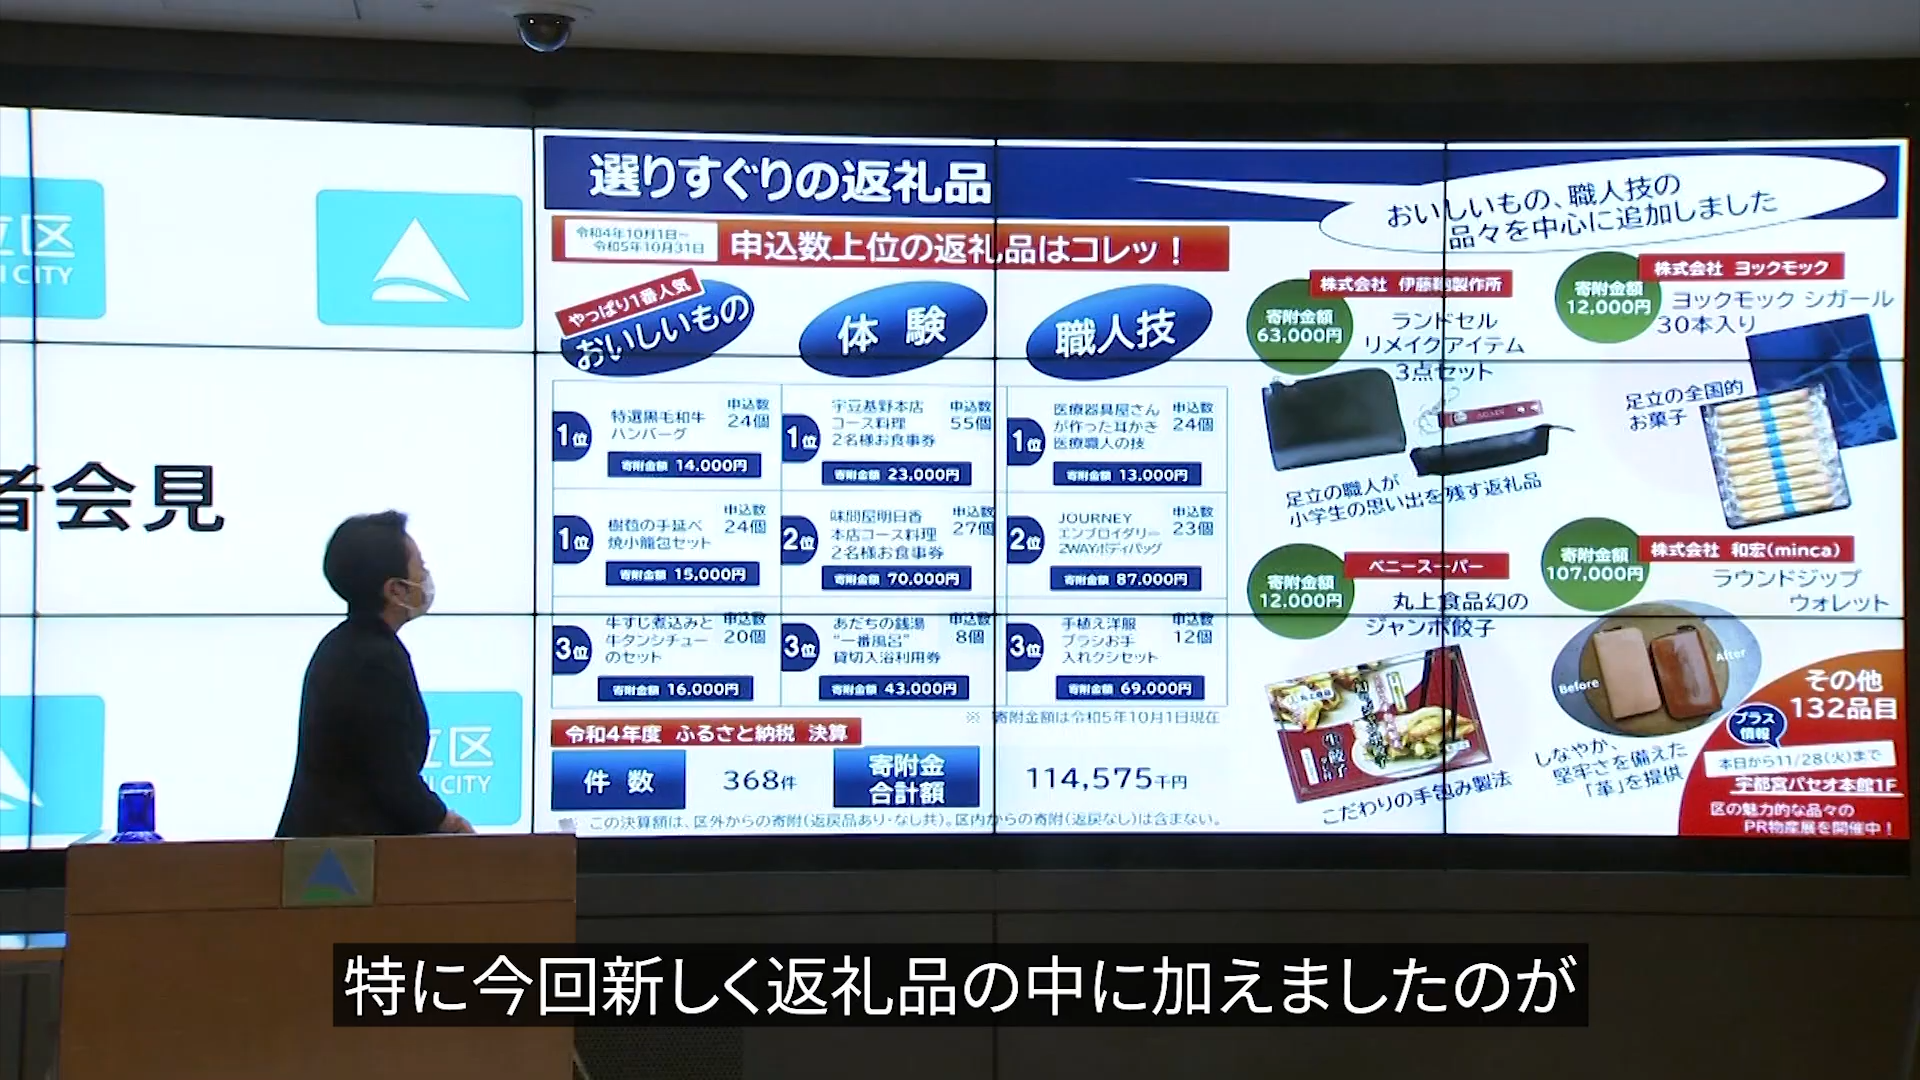 立区
CITY
者会見
立区
CITY
選りすぐりの返礼品
おいしいもの、職人技の
品々を中心に追加しました
令和4年10月1日~
令和5年10月31日
申込数上位の返礼品はコレッ!
やっぱり1番人気
おいしいもの
体験
職人技
1位
特選黒毛和牛
ハンバーグ
申込数
24個
寄附金額 14,000円
1位
樹苞の手延べ
焼小籠包セット
申込数
24個
寄附金額 15,000円
3位
牛すじ煮込みと
牛タンシチュー
のセット
申込数
20個
寄附金額 16,000円
1位
宇豆基野本店
コース料理
2名様お食事券
申込数
55個
寄附金額 23,000円
2位
味問屋明日香
本店コース料理
2名様お食事券
申込数
27個
寄附金額 70,000円
3位
あだちの銭湯
"一番風呂"
貸切入浴利用券
申込数
8個
寄附金額 43,000円
1位
医療器具屋さん
が作った耳かき
医療職人の技
申込数
24個
寄附金額 13,000円
2位
JOURNEY
エンブロイダリー
2WAYボディバッグ
申込数
23個
寄附金額 87,000円
3位
手植え洋服
ブラシお手
入れクシセット
申込数
12個
寄附金額 69,000円
※ 寄附金額は令和5年10月1日現在
令和4年度 ふるさと納税 決算
件数
368件
寄附金
合計額
114,575千円
この決算額は、区外からの寄附(返戻品あり・なし共)。区内からの寄附(返戻なし)は含まない。
寄附金額
63,000円
株式会社 伊藤鞄製作所
ランドセル
リメイクアイテム
3点セット
足立の職人が
小学生の思い出を残す返礼品
寄附金額
12,000円
株式会社 ヨックモック
ヨックモック シガール
30本入り
足立の全国的
お菓子
寄附金額
12,000円
ベニースーパー
丸上食品幻の
ジャンボ餃子
こだわりの手包み製法
寄附金額
107,000円
株式会社 和宏(minca)
ラウンドジップ
ウォレット
Before
After
しなやか、
堅牢さを備えた
「革」を提供
その他
132品目
プラス
情報
本日から11/28(火)まで
宇都宮パセオ本館1F
区の魅力的な品々の
PR物産展を開催中!
特に今回新しく返礼品の中に加えましたのが